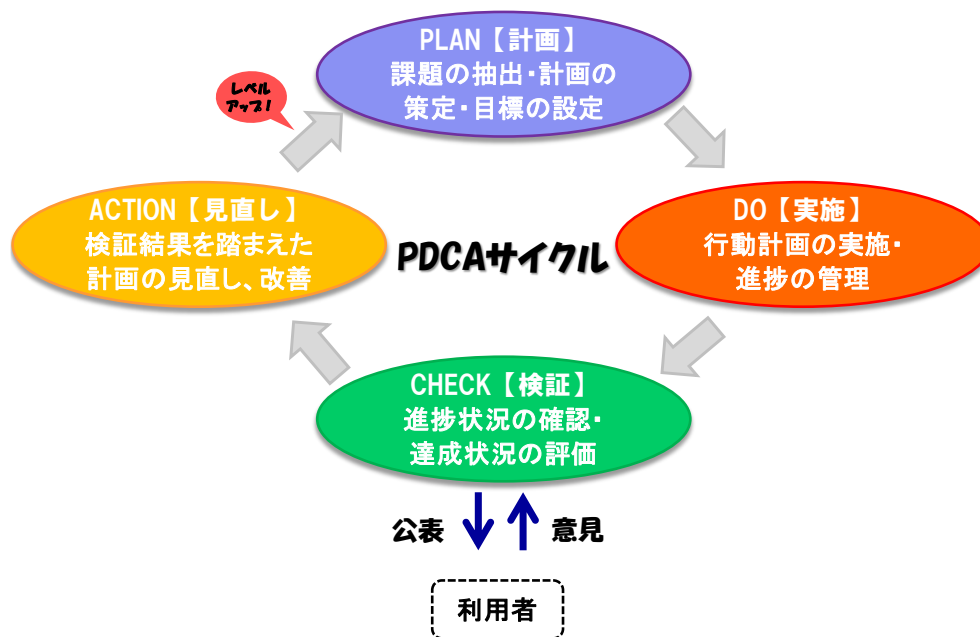 PLAN【計画】
課題の抽出・計画の
策定・目標の設定
レベル
アップ！
ACTION【見直し】
検証結果を踏まえた
計画の見直し、改善
PDCAサイクル
DO【実施】
行動計画の実施・
進捗の管理
CHECK【検証】
進捗状況の確認・
達成状況の評価
公表
意見
利用者